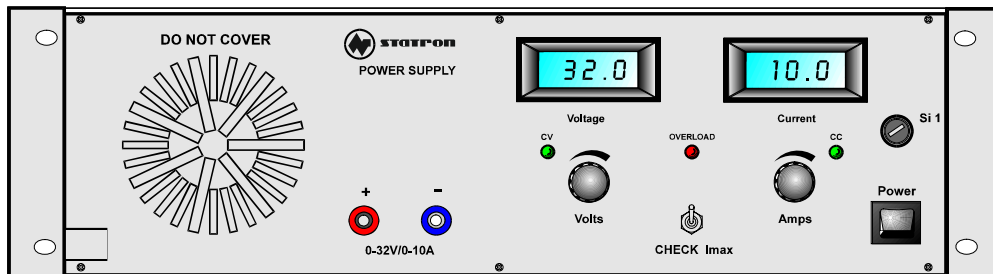 DO NOT COVER
STATRON
POWER SUPPLY
32.0
10.0
Voltage
Current
Si 1
CV
OVERLOAD
CC
Volts
Amps
Power
+
-
0-32V/0-10A
CHECK Imax